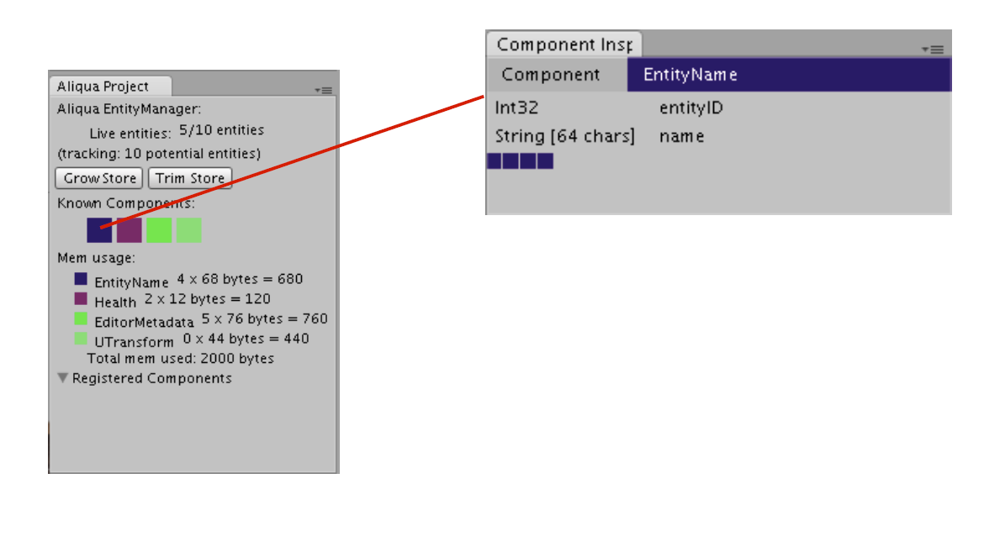 Aliqua Project
Aliqua EntityManager:
Live entities: 5/10 entities
(tracking: 10 potential entities)
Grow Store Trim Store
Known Components:
Mem usage:
EntityName 4 x 68 bytes = 680
Health 2 x 12 bytes = 120
EditorMetadata 5 x 76 bytes = 760
UTransform 0 x 44 bytes = 440
Total mem used: 2000 bytes
Registered Components
Component Insp
Component EntityName
Int32 entityID
String [64 chars] name